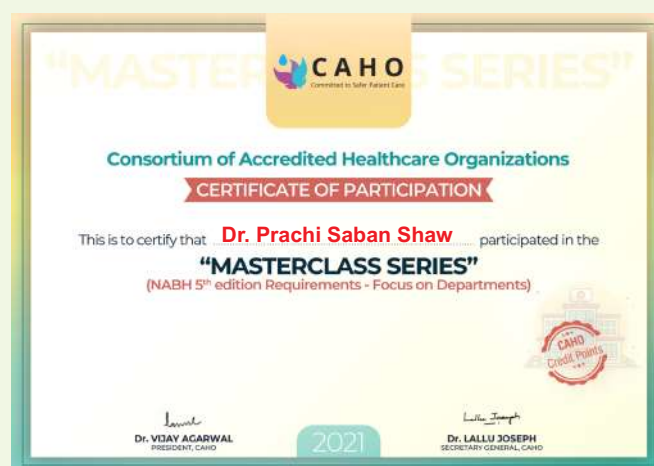 "MASTERCLASS SERIES"
CAHO
Committed to Safer Patient Care
Consortium of Accredited Healthcare Organizations
CERTIFICATE OF PARTICIPATION
This is to certify that Dr. Prachi Saban Shaw participated in the
"MASTERCLASS SERIES"
(NABH 5th edition Requirements - Focus on Departments)
CAHO
Credit Points
Dr. VIJAY AGARWAL
PRESIDENT, CAHO
2021
Dr. LALLU JOSEPH
SECRETARY GENERAL, CAHO